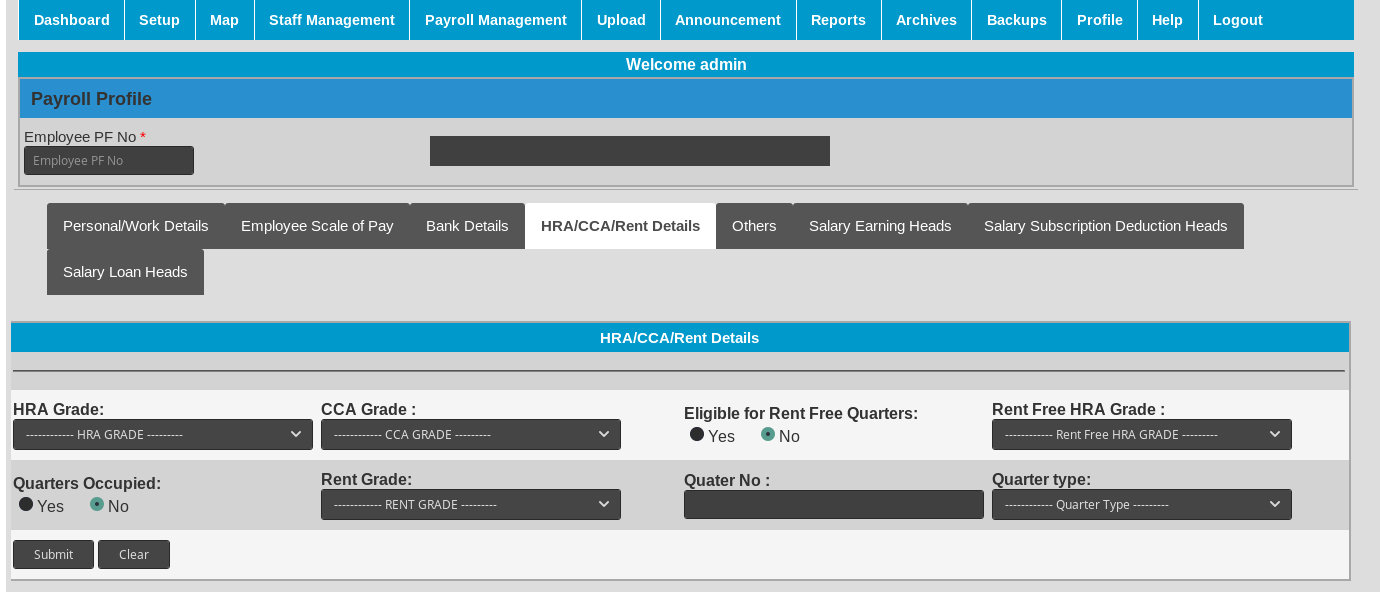 Dashboard Setup Map Staff Management Payroll Management Upload Announcement Reports Archives Backups Profile Help Logout
Welcome admin
Payroll Profile
Employee PF No *
Employee PF No
Personal/Work Details Employee Scale of Pay Bank Details HRA/CCA/Rent Details Others Salary Earning Heads Salary Subscription Deduction Heads
Salary Loan Heads
HRA/CCA/Rent Details
HRA Grade: CCA Grade : Eligible for Rent Free Quarters: Rent Free HRA Grade :
------------ HRA GRADE --------- ------------ CCA GRADE --------- Yes No ------------ Rent Free HRA GRADE ---------
Quarters Occupied: Rent Grade: Quater No : Quarter type:
Yes No ------------ RENT GRADE --------- ------------ Quarter Type ---------
Submit Clear